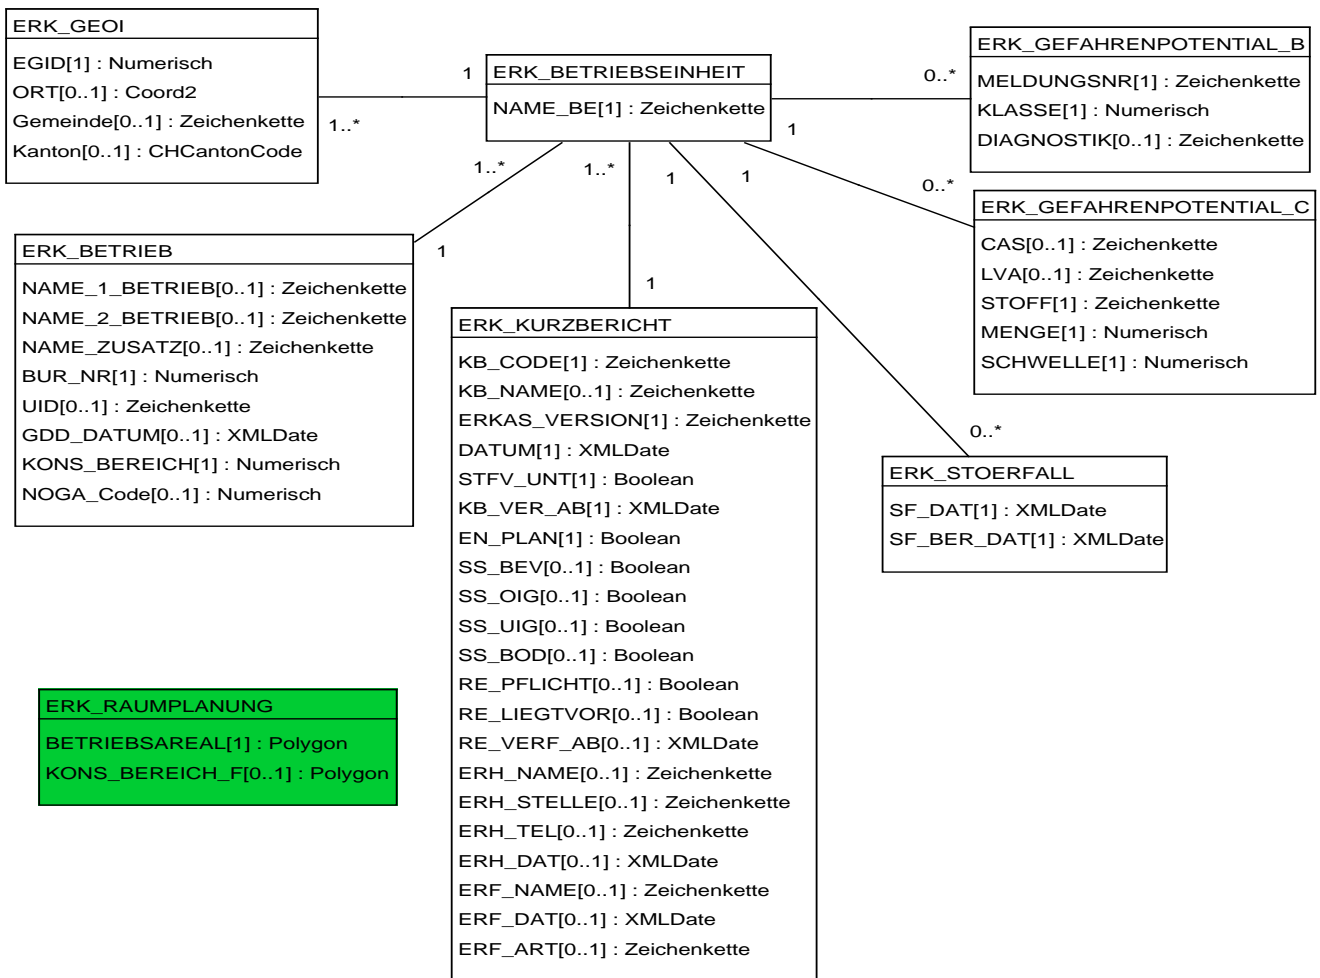 ERK_GEOI
EGID[1] : Numerisch
ORT[0..1] : Coord2
Gemeinde[0..1] : Zeichenkette
Kanton[0..1] : CHCantonCode
1
1..*
ERK_BETRIEBSEINHEIT
NAME_BE[1] : Zeichenkette
0..*
1
ERK_GEFAHRENPOTENTIAL_B
MELDUNGSNR[1] : Zeichenkette
KLASSE[1] : Numerisch
DIAGNOSTIK[0..1] : Zeichenkette
1..*
1..*
1
1
0..*
ERK_GEFAHRENPOTENTIAL_C
CAS[0..1] : Zeichenkette
LVA[0..1] : Zeichenkette
STOFF[1] : Zeichenkette
MENGE[1] : Numerisch
SCHWELLE[1] : Numerisch
ERK_BETRIEB
NAME_1_BETRIEB[0..1] : Zeichenkette
NAME_2_BETRIEB[0..1] : Zeichenkette
NAME_ZUSATZ[0..1] : Zeichenkette
BUR_NR[1] : Numerisch
UID[0..1] : Zeichenkette
GDD_DATUM[0..1] : XMLDate
KONS_BEREICH[1] : Numerisch
NOGA_Code[0..1] : Numerisch
1
1
ERK_KURZBERICHT
KB_CODE[1] : Zeichenkette
KB_NAME[0..1] : Zeichenkette
ERKAS_VERSION[1] : Zeichenkette
DATUM[1] : XMLDate
STFV_UNT[1] : Boolean
KB_VER_AB[1] : XMLDate
EN_PLAN[1] : Boolean
SS_BEV[0..1] : Boolean
SS_OIG[0..1] : Boolean
SS_UIG[0..1] : Boolean
SS_BOD[0..1] : Boolean
RE_PFLICHT[0..1] : Boolean
RE_LIEGTVOR[0..1] : Boolean
RE_VERF_AB[0..1] : XMLDate
ERH_NAME[0..1] : Zeichenkette
ERH_STELLE[0..1] : Zeichenkette
ERH_TEL[0..1] : Zeichenkette
ERH_DAT[0..1] : XMLDate
ERF_NAME[0..1] : Zeichenkette
ERF_DAT[0..1] : XMLDate
ERF_ART[0..1] : Zeichenkette
0..*
ERK_STOERFALL
SF_DAT[1] : XMLDate
SF_BER_DAT[1] : XMLDate
ERK_RAUMPLANUNG
BETRIEBSAREAL[1] : Polygon
KONS_BEREICH_F[0..1] : Polygon